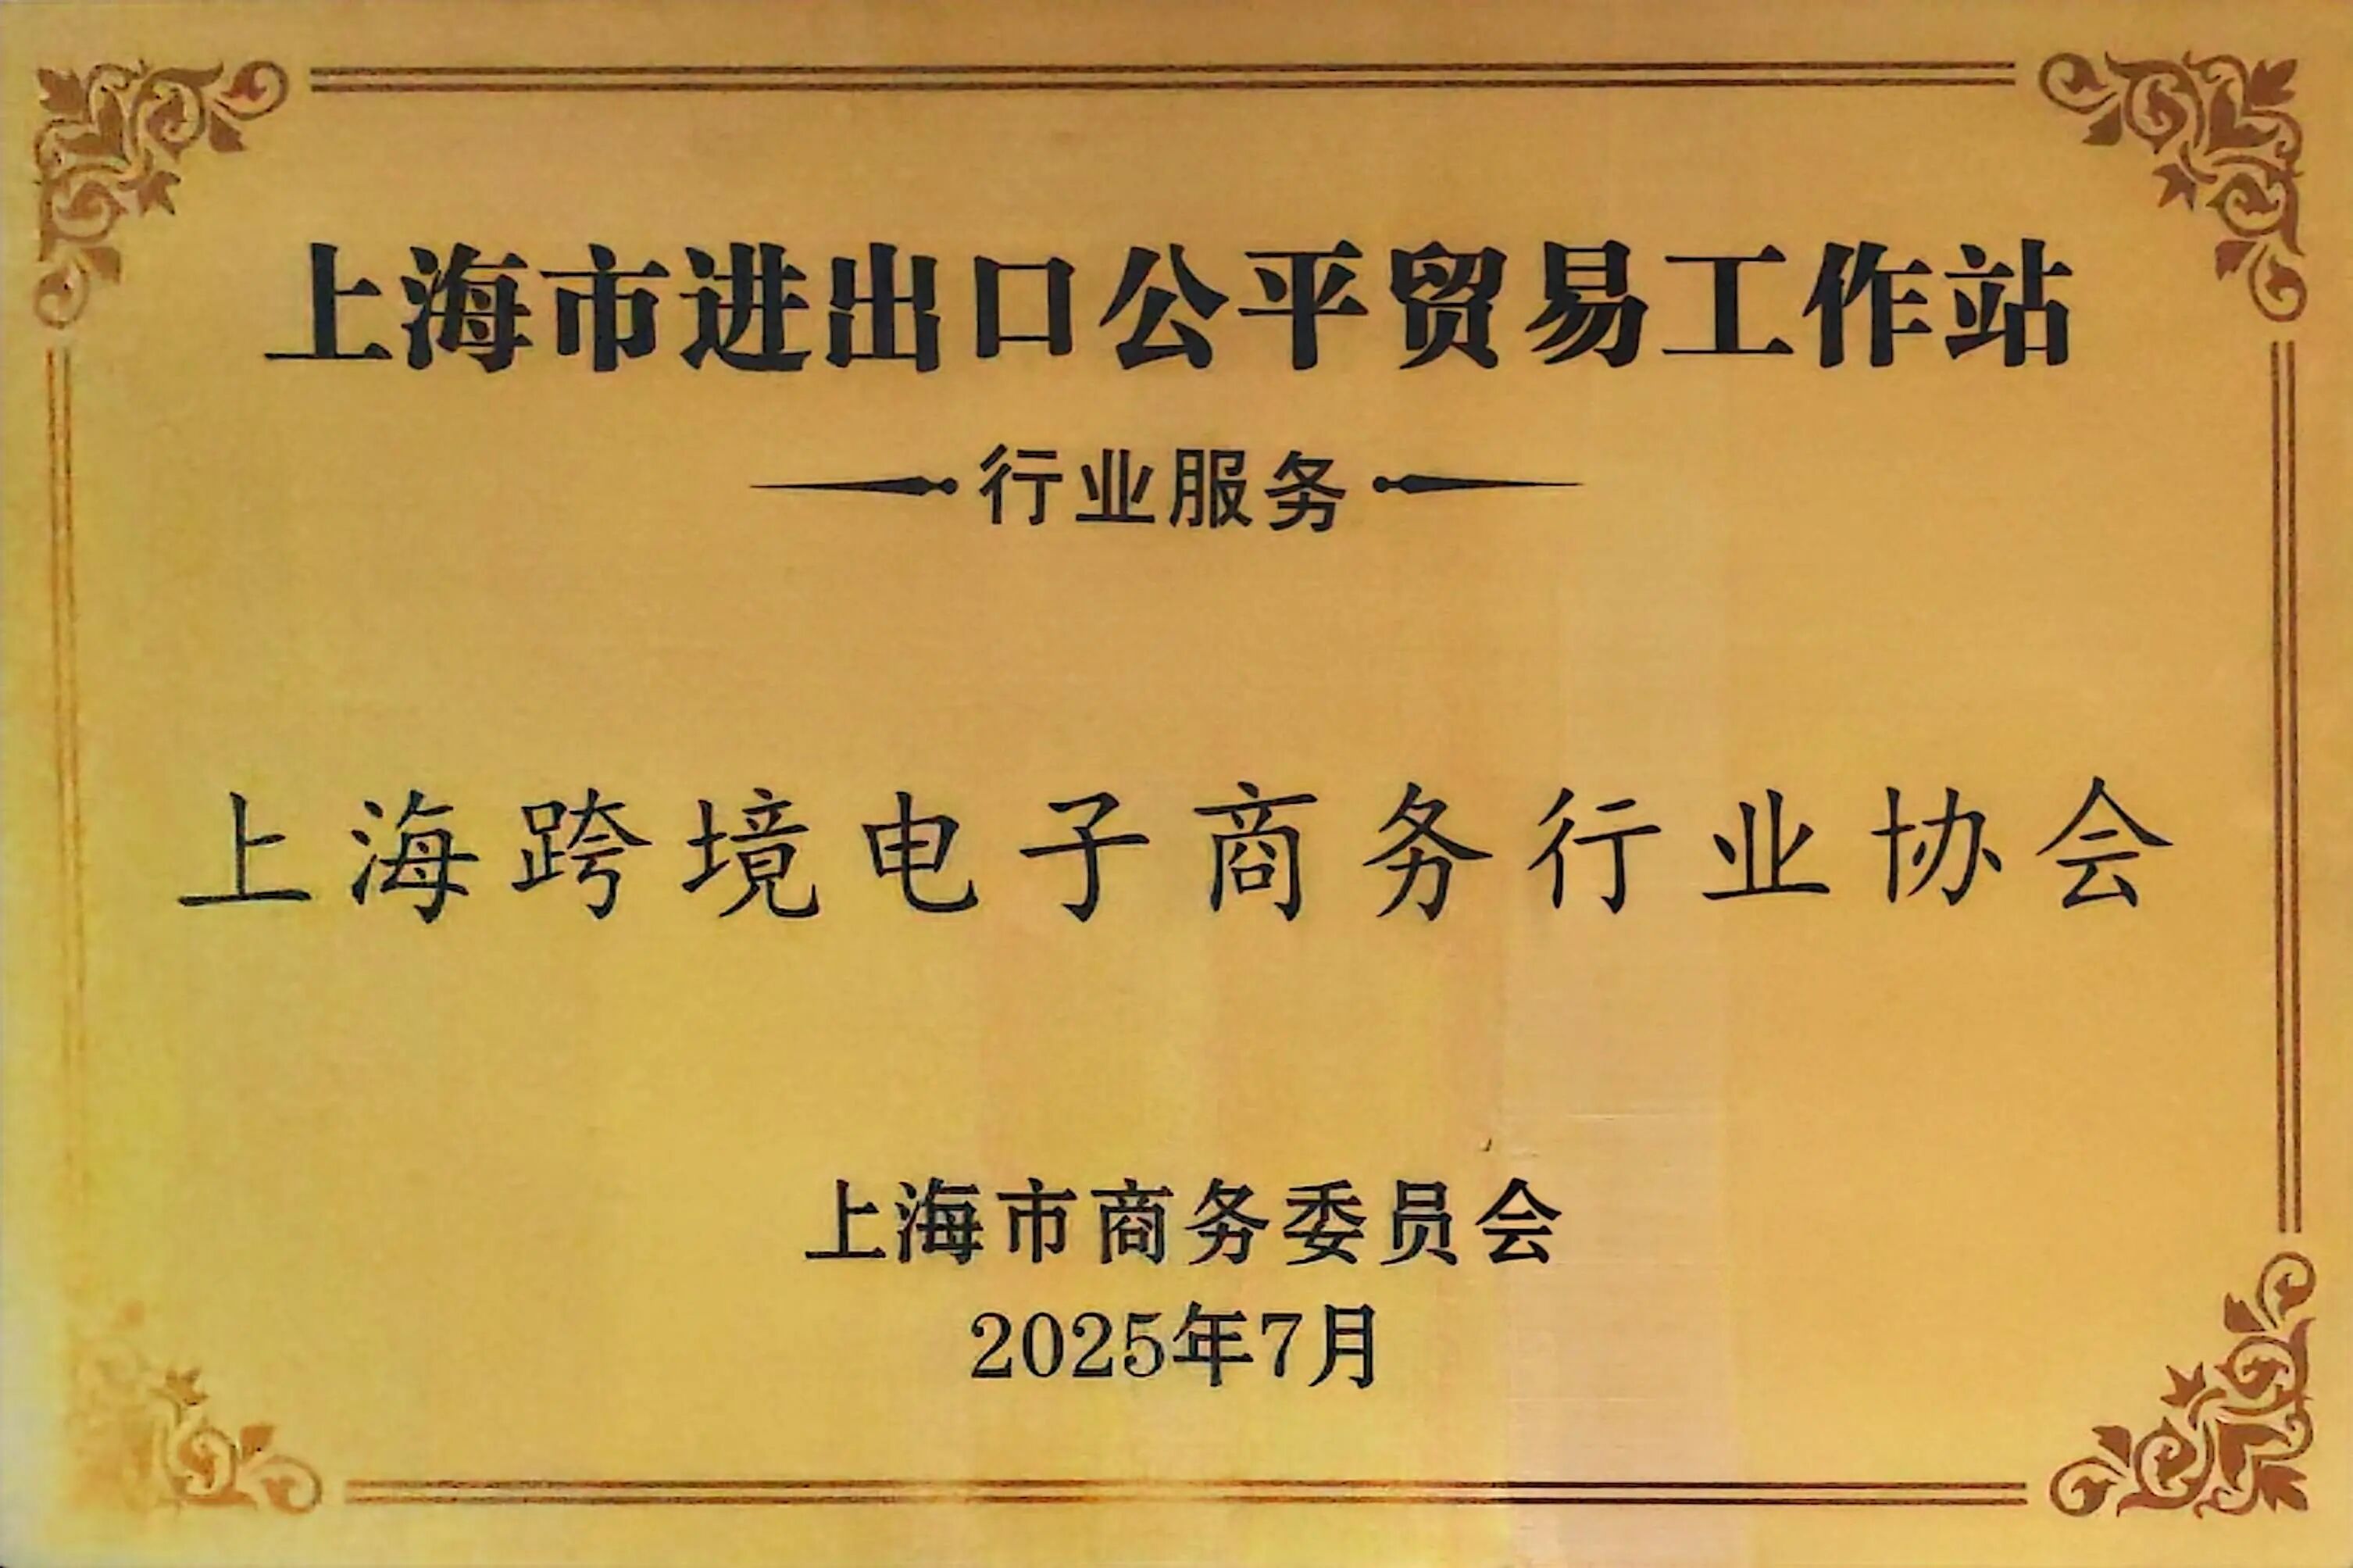 上海市进出口公平贸易工作站
行业服务
上海跨境电子商务行业协会
上海市商务委员会
2025年7月